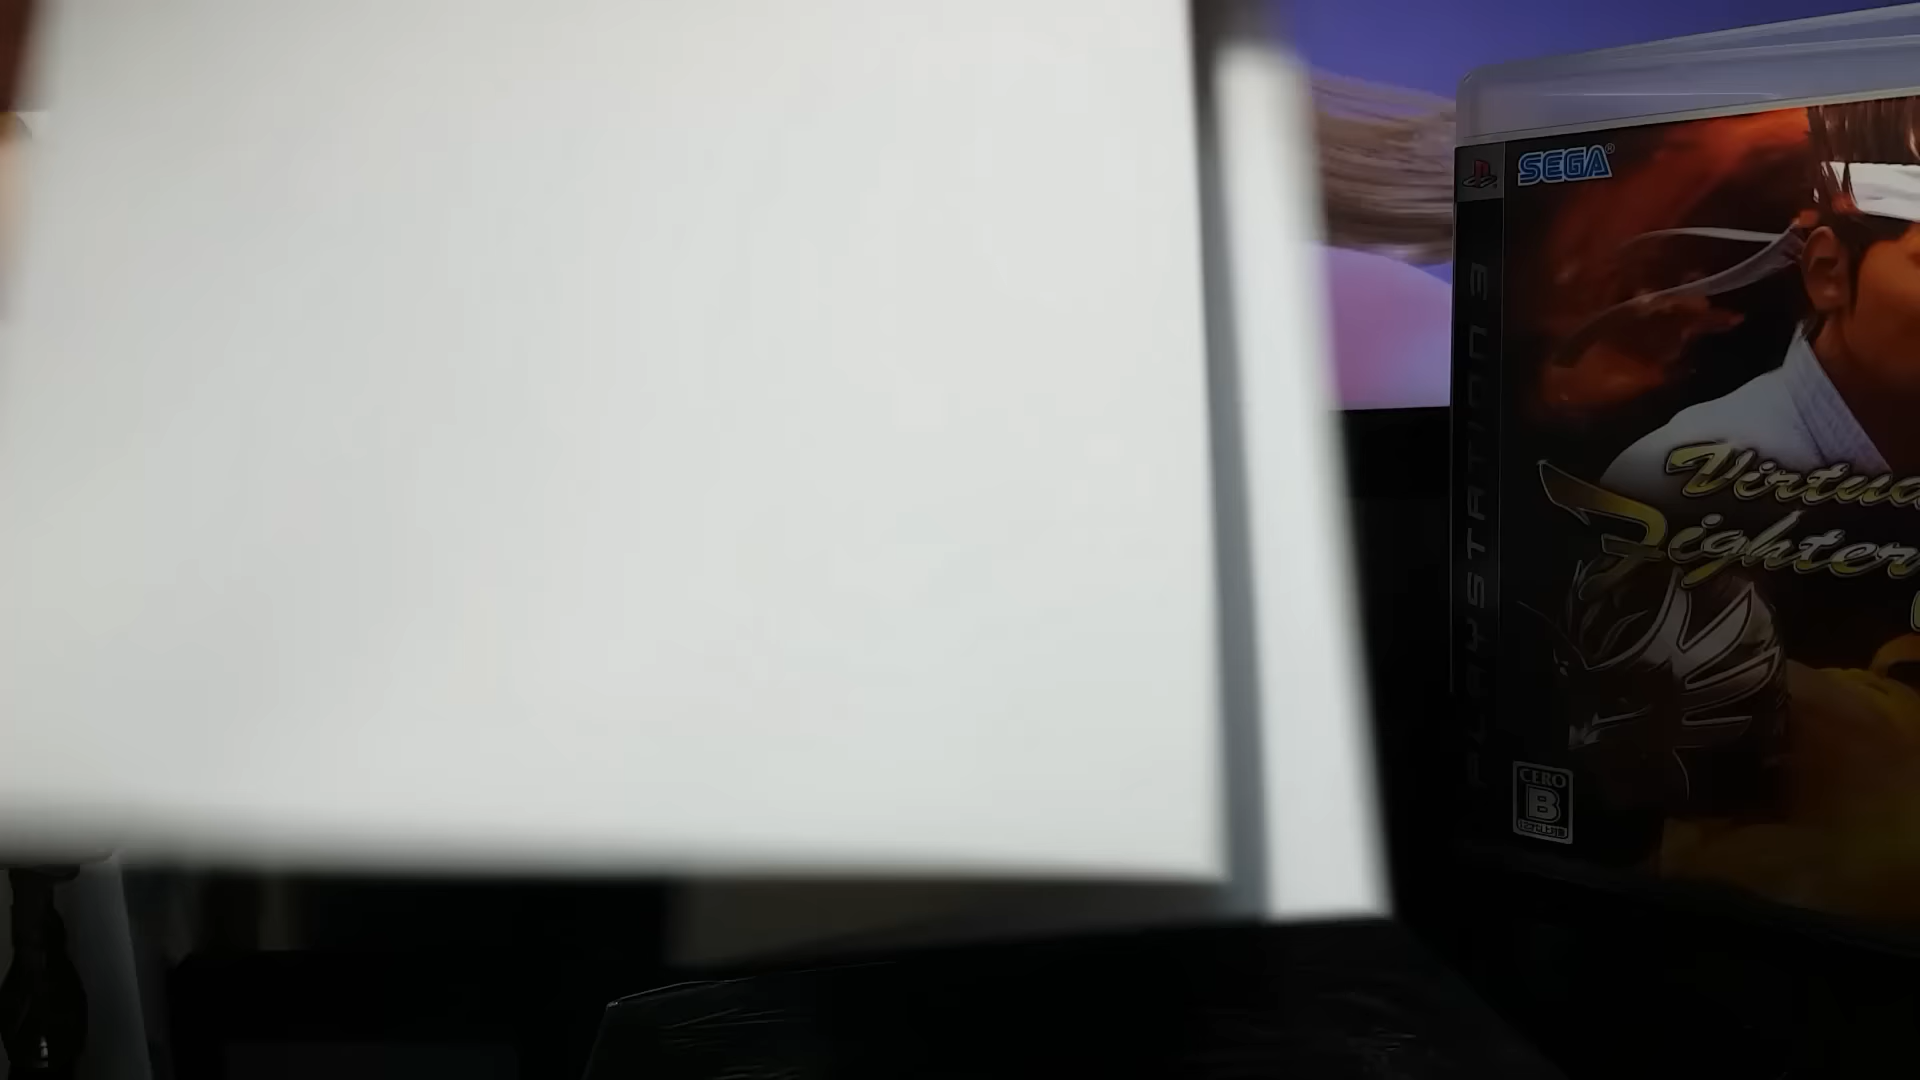 SEGA
PLAYSTATION 3
Virtua
Fighter
CERO
B